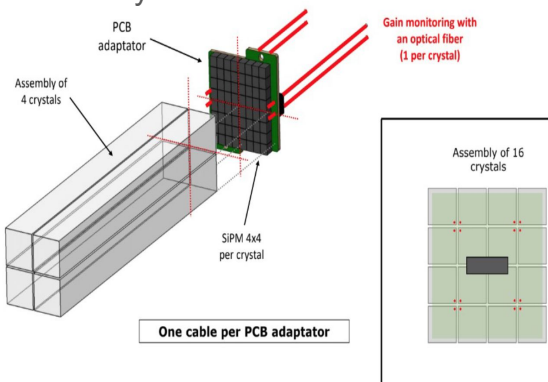 PCB
adaptator
Gain monitoring with
an optical fiber
(1 per crystal)
Assembly of
4 crystals
SiPM 4x4
per crystal
One cable per PCB adaptator
Assembly of 16
crystals